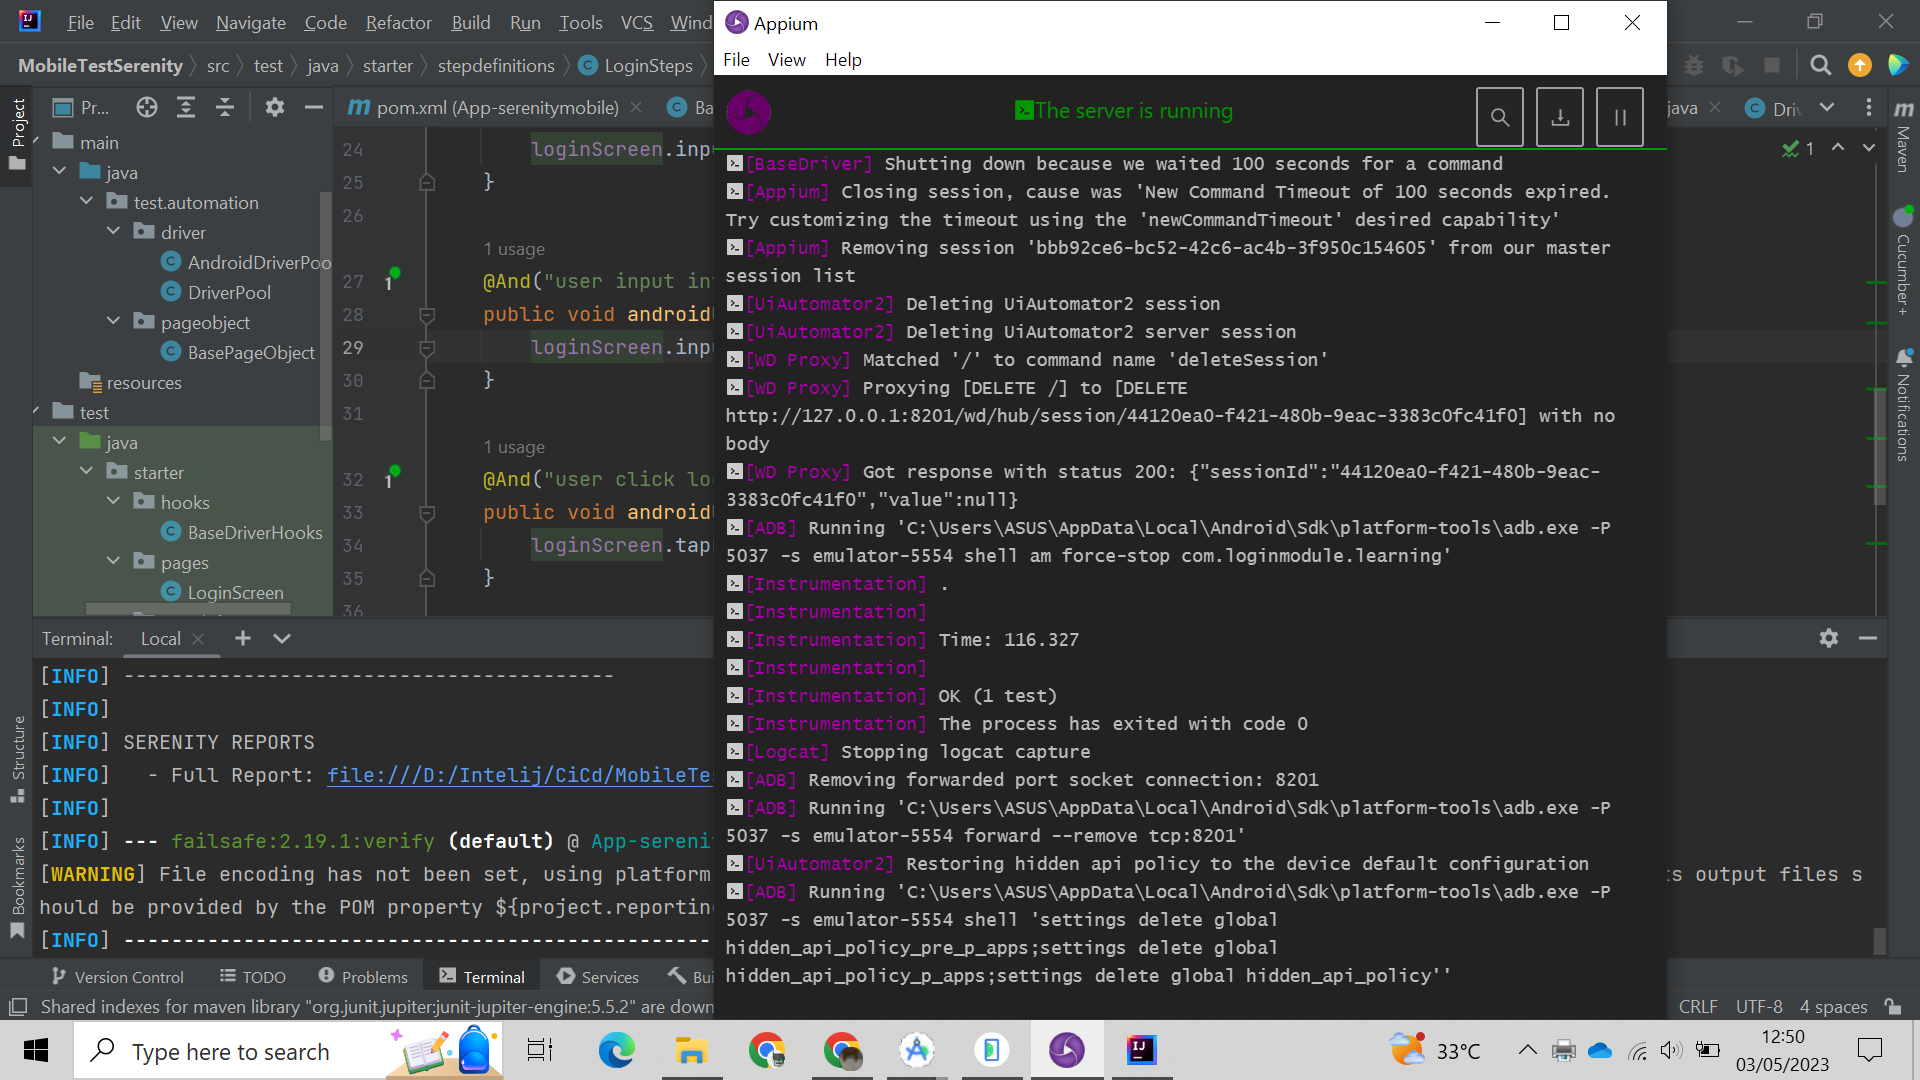 File Edit View Navigate Code Refactor Build Run Tools VCS Wind
MobileTestSerenity src test java starter stepdefinitions LoginSteps
Project
Pr...
pom.xml (App-serenitymobile)
Ba
java
Dri
main
java
test.automation
driver
AndroidDriverPoo
DriverPool
pageobject
BasePageObject
resources
test
java
starter
hooks
BaseDriverHooks
pages
LoginScreen
24 loginScreen.inpu
25 }
26
1 usage
27 @And("user input in
28 public void android
29 loginScreen.inpu
30 }
31
1 usage
32 @And("user click lo
33 public void android
34 loginScreen.tap
35 }
36
1
Maven
Cucumber+
Notifications
Appium
File View Help
The server is running
[BaseDriver] Shutting down because we waited 100 seconds for a command
[Appium] Closing session, cause was 'New Command Timeout of 100 seconds expired.
Try customizing the timeout using the 'newCommandTimeout' desired capability'
[Appium] Removing session 'bbb92ce6-bc52-42c6-ac4b-3f950c154605' from our master
session list
[UiAutomator2] Deleting UiAutomator2 session
[UiAutomator2] Deleting UiAutomator2 server session
[WD Proxy] Matched '/' to command name 'deleteSession'
[WD Proxy] Proxying [DELETE /] to [DELETE
http://127.0.0.1:8201/wd/hub/session/44120ea0-f421-480b-9eac-3383c0fc41f0] with no
body
[WD Proxy] Got response with status 200: {"sessionId":"44120ea0-f421-480b-9eac-
3383c0fc41f0","value":null}
[ADB] Running 'C:\Users\ASUS\AppData\Local\Android\Sdk\platform-tools\adb.exe -P
5037 -s emulator-5554 shell am force-stop com.loginmodule.learning'
[Instrumentation] .
[Instrumentation]
[Instrumentation] Time: 116.327
[Instrumentation]
[Instrumentation] OK (1 test)
[Instrumentation] The process has exited with code 0
[Logcat] Stopping logcat capture
[ADB] Removing forwarded port socket connection: 8201
[ADB] Running 'C:\Users\ASUS\AppData\Local\Android\Sdk\platform-tools\adb.exe -P
5037 -s emulator-5554 forward --remove tcp:8201'
[UiAutomator2] Restoring hidden api policy to the device default configuration
[ADB] Running 'C:\Users\ASUS\AppData\Local\Android\Sdk\platform-tools\adb.exe -P
5037 -s emulator-5554 shell 'settings delete global
hidden_api_policy_pre_p_apps;settings delete global
hidden_api_policy_p_apps;settings delete global hidden_api_policy''
Structure
Bookmarks
Terminal: Local
[INFO] -----------------------------------------
[INFO]
[INFO] SERENITY REPORTS
[INFO]   - Full Report: file:///D:/Intelij/CiCd/MobileTe
[INFO]
[INFO] --- failsafe:2.19.1:verify (default) @ App-sereni
[WARNING] File encoding has not been set, using platform
s output files s
hould be provided by the POM property ${project.reporting
[INFO] -------------------------------------------------
Version Control TODO Problems Terminal Services Bui
Shared indexes for maven library "org.junit.jupiter:junit-jupiter-engine:5.5.2" are down
CRLF UTF-8 4 spaces
Type here to search
33°C
12:50
03/05/2023